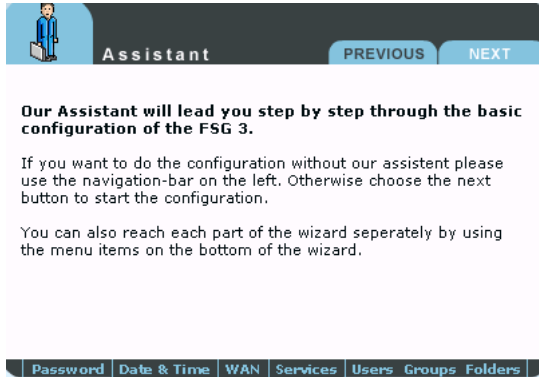 Assistant
PREVIOUS NEXT
Our Assistant will lead you step by step through the basic
configuration of the FSG 3.
If you want to do the configuration without our assistent please
use the navigation-bar on the left. Otherwise choose the next
button to start the configuration.
You can also reach each part of the wizard seperately by using
the menu items on the bottom of the wizard.
Password Date & Time WAN Services Users Groups Folders